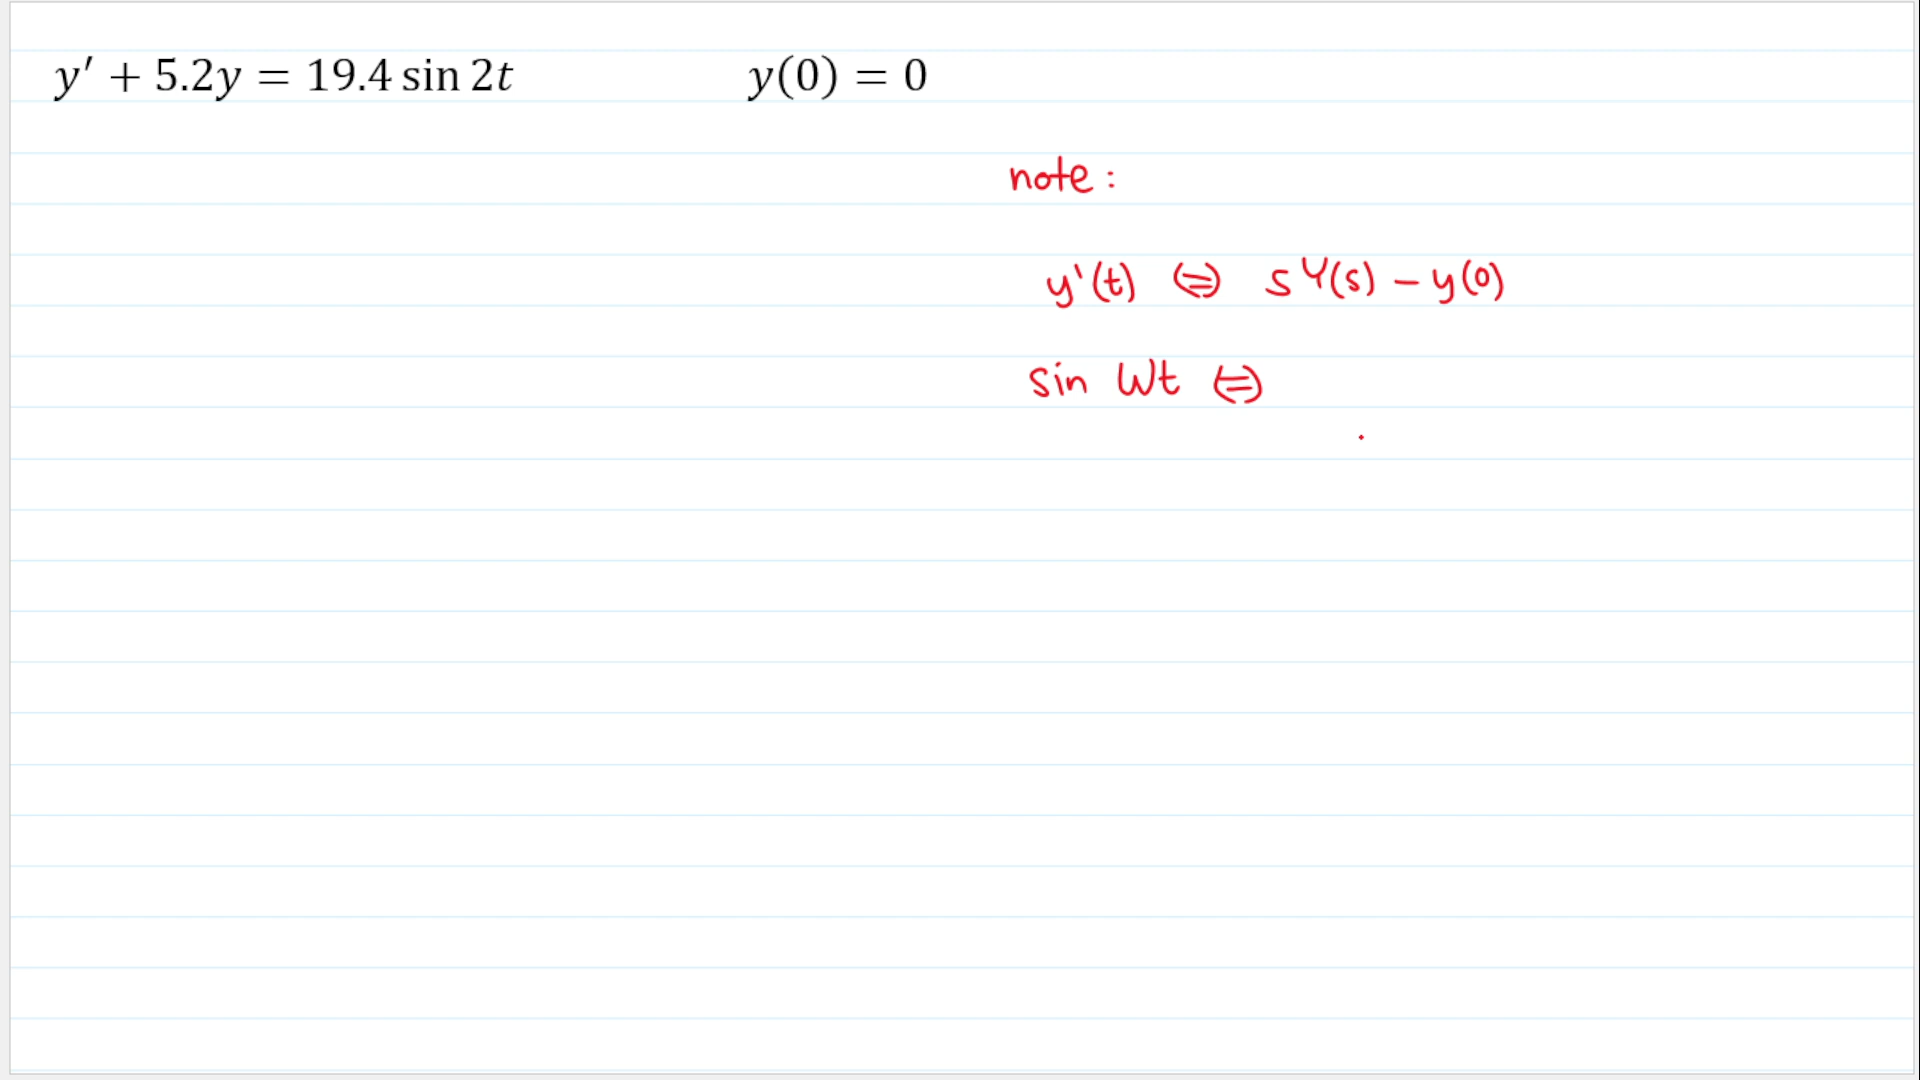 y′ + 5.2y = 19.4 sin 2t y(0) = 0
note :
y'(t) ⇔ sY(s) − y(0)
sin Wt ⇔